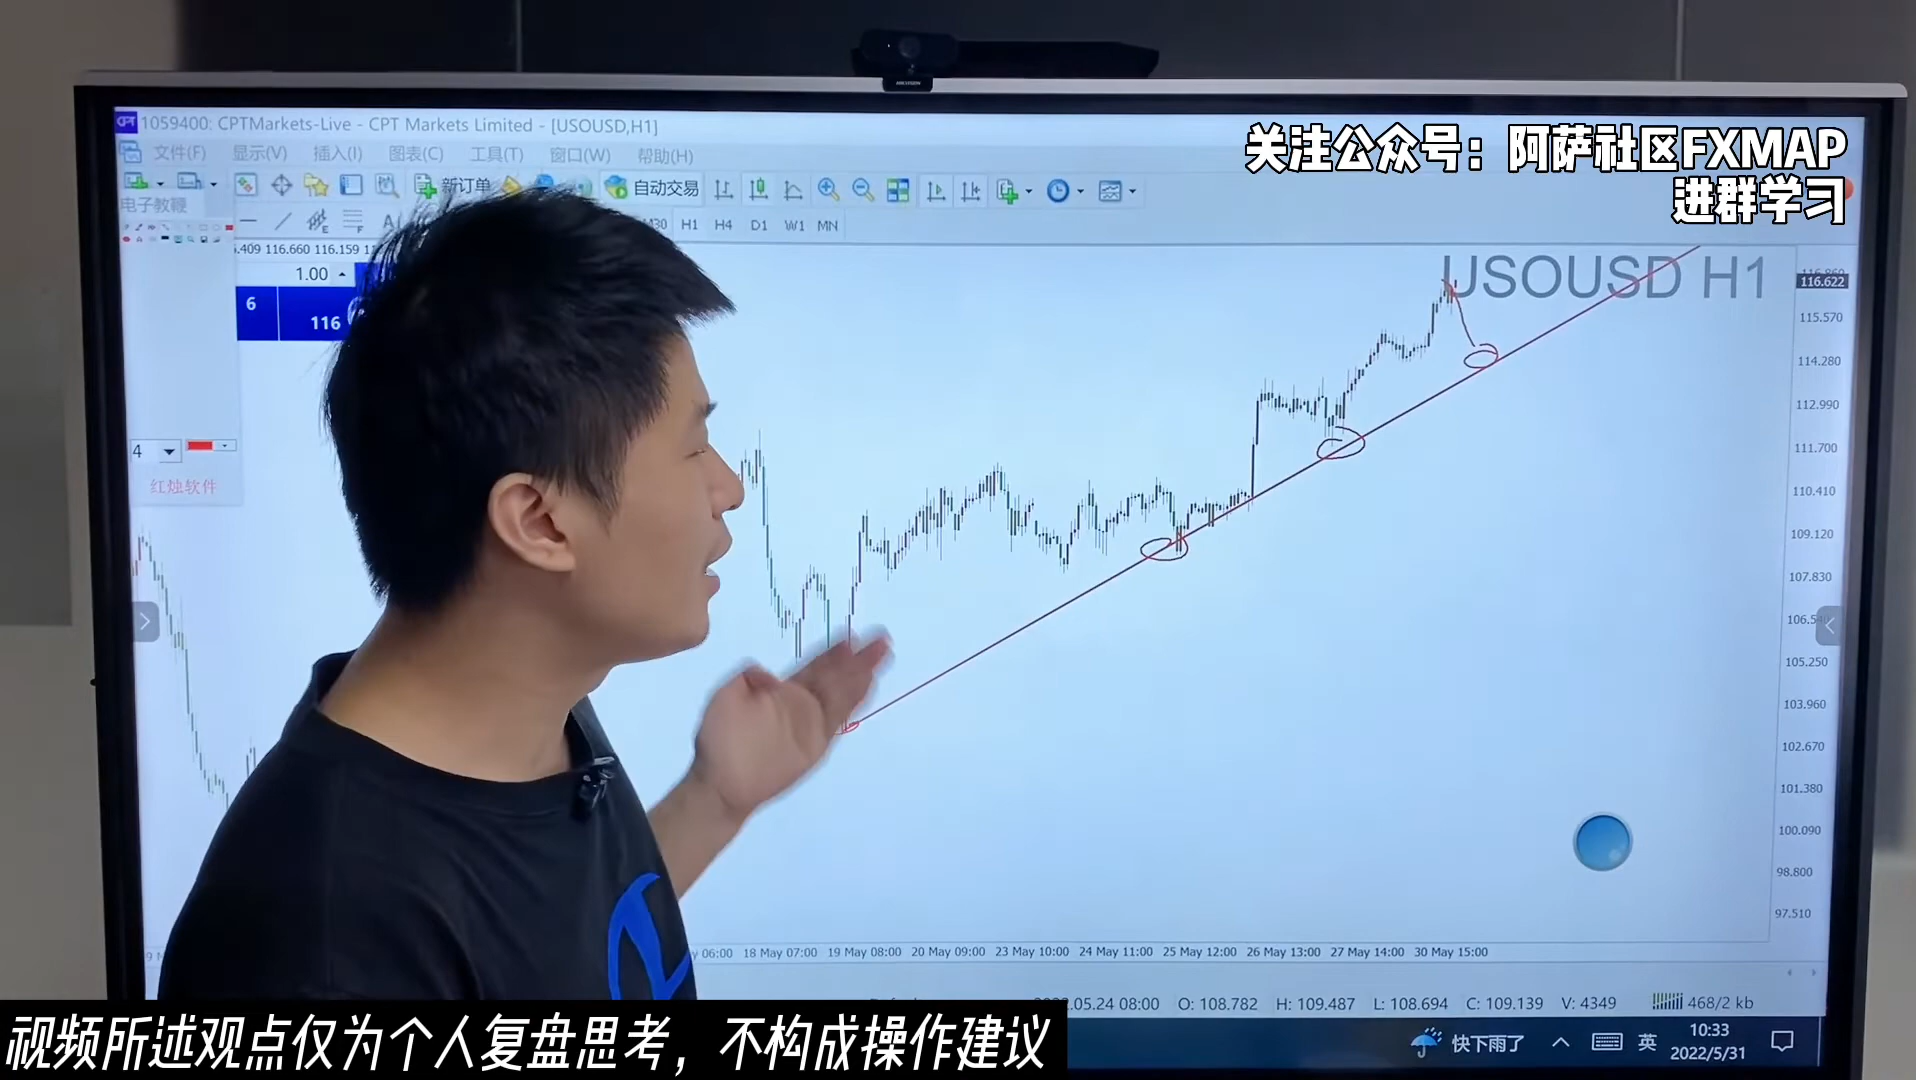 1059400: CPTMarkets-Live - CPT Markets Limited - [USOUSD,H1]
关注公众号：阿萨社区FXMAP
进群学习
文件(F) 显示(V) 插入(I) 图表(C) 工具(T) 窗口(W) 帮助(H)
新订单 自动交易
电子教鞭
M30 H1 H4 D1 W1 MN
.409 116.660 116.159
1.00
6
116
USOUSD H1
116.622
115.570
114.280
112.990
111.700
110.410
109.120
107.830
106.54
105.250
103.960
102.670
101.380
100.090
98.800
97.510
4
红烛软件
06:00 18 May 07:00 19 May 08:00 20 May 09:00 23 May 10:00 24 May 11:00 25 May 12:00 26 May 13:00 27 May 14:00 30 May 15:00
.05.24 08:00 O: 108.782 H: 109.487 L: 108.694 C: 109.139 V: 4349 468/2 kb
快下雨了 英 10:33
2022/5/31
视频所述观点仅为个人复盘思考，不构成操作建议